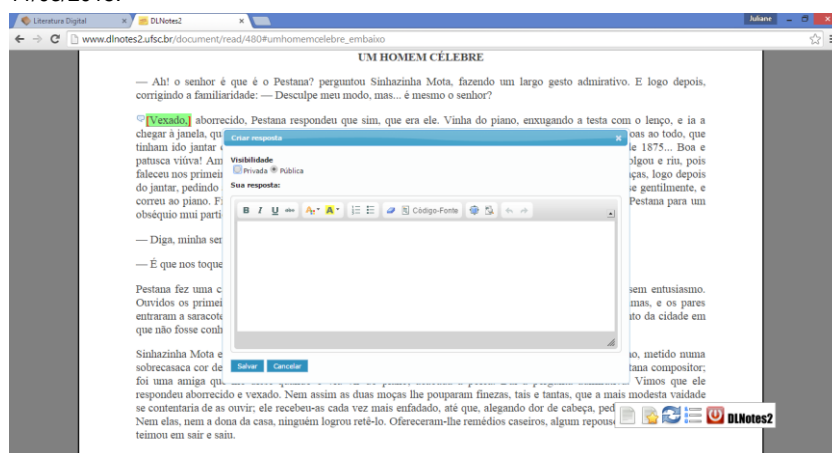 Literatura Digital
DLNotes2
Juliane
www.dlnotes2.ufsc.br/document/read/480#umhomemcelebre_embaixo
UM HOMEM CÉLEBRE
— Ah! o senhor é que é o Pestana? perguntou Sinhazinha Mota, fazendo um largo gesto admirativo. E logo depois,
corrigindo a familiaridade: — Desculpe meu modo, mas... é mesmo o senhor?
[Vexado,] aborrecido, Pestana respondeu que sim, que era ele. Vinha do piano, enxugando a testa com o lenço, e ia a
chegar à janela, qu oas ao todo, que
Criar resposta
tinham ido jantar e 1875... Boa e
patusca viúva! Am olgou e riu, pois
Visibilidade
Privada Pública
faleceu nos primei ças, logo depois
Sua resposta:
do jantar, pedindo se gentilmente, e
correu ao piano. F Pestana para um
obséquio mui parti
B I U abc A A Código-Fonte
— Diga, minha ser
— É que nos toque
Pestana fez uma c sem entusiasmo.
Ouvidos os primei mas, e os pares
entraram a saracote to da cidade em
que não fosse conh
Sinhazinha Mota e o, metido numa
sobrecasaca cor de tana compositor;
Salvar Cancelar
foi uma amiga qu Vimos que ele
respondeu aborrecido e vexado. Nem assim as duas moças lhe pouparam finezas, tais e tantas, que a mais modesta vaidade
se contentaria de as ouvir; ele recebeu-as cada vez mais enfadado, até que, alegando dor de cabeça, ped
Nem elas, nem a dona da casa, ninguém logrou retê-lo. Ofereceram-lhe remédios caseiros, algum repous
DLNotes2
teimou em sair e saiu.